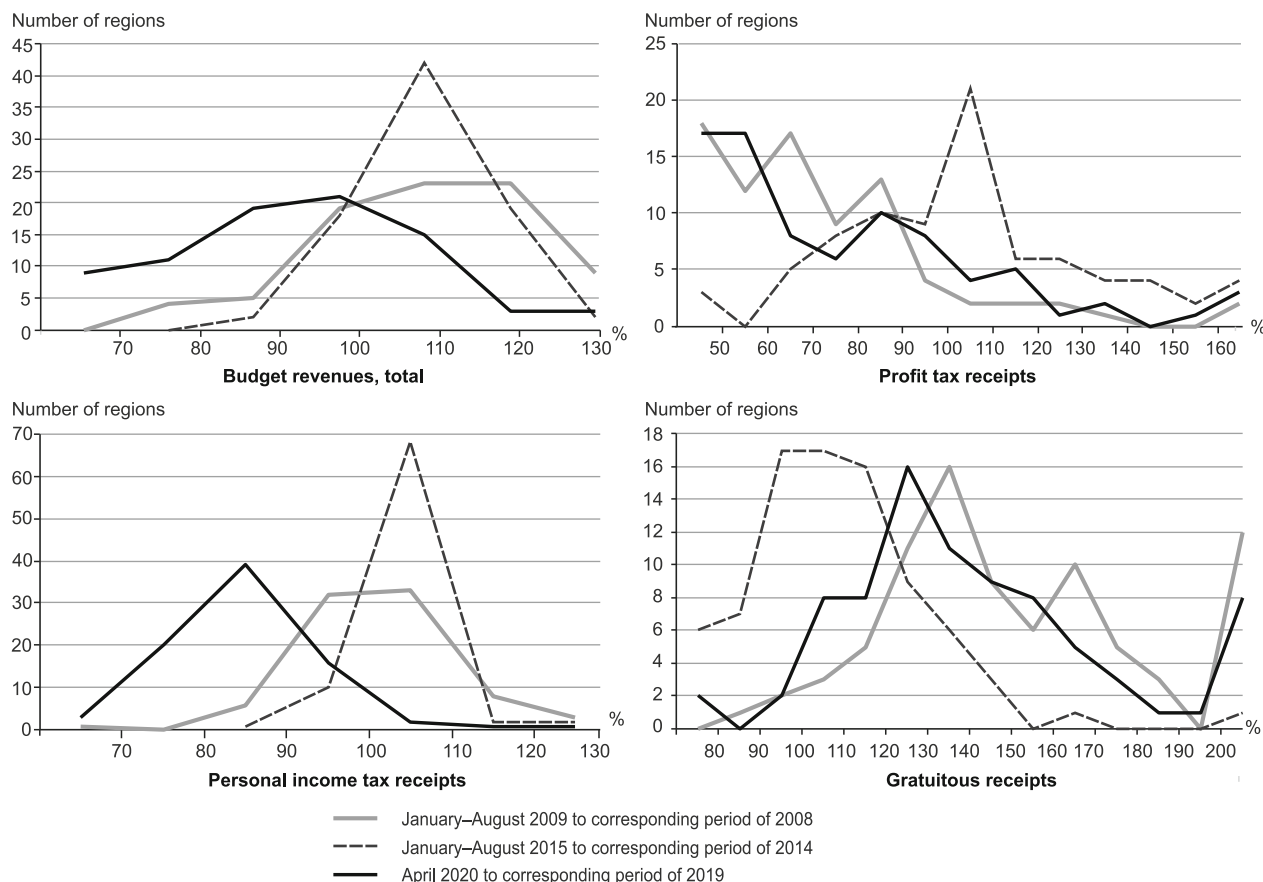 Number of regions
45
40
35
30
25
20
15
10
5
0
70 80 90 100 110 120 130 %
Budget revenues, total
Number of regions
25
20
15
10
5
0
50 60 70 80 90 100 110 120 130 140 150 160 %
Profit tax receipts
Number of regions
70
60
50
40
30
20
10
0
70 80 90 100 110 120 130 %
Personal income tax receipts
Number of regions
18
16
14
12
10
8
6
4
2
0
80 90 100 110 120 130 140 150 160 170 180 190 200 %
Gratuitous receipts
January–August 2009 to corresponding period of 2008
January–August 2015 to corresponding period of 2014
April 2020 to corresponding period of 2019